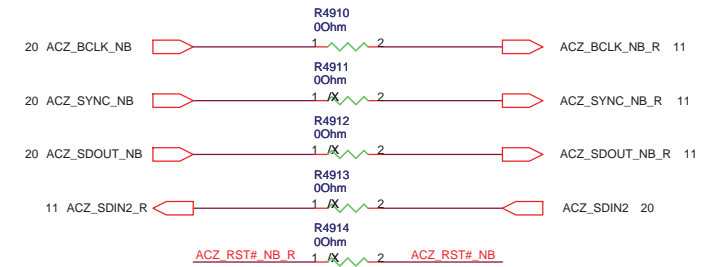 R4910
0Ohm
20 ACZ_BCLK_NB 1 2 ACZ_BCLK_NB_R 11
R4911
0Ohm
20 ACZ_SYNC_NB 1 /X 2 ACZ_SYNC_NB_R 11
R4912
0Ohm
20 ACZ_SDOUT_NB 1 /X 2 ACZ_SDOUT_NB_R 11
R4913
0Ohm
11 ACZ_SDIN2_R 1 /X 2 ACZ_SDIN2 20
R4914
0Ohm
ACZ_RST#_NB_R 1 /X 2 ACZ_RST#_NB